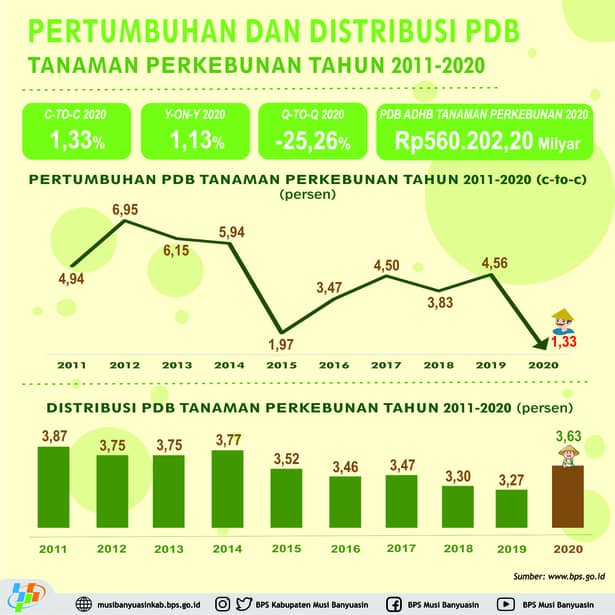 PERTUMBUHAN DAN DISTRIBUSI PDB
TANAMAN PERKEBUNAN TAHUN 2011-2020
C-TO-C 2020
1,33%
Y-ON-Y 2020
1,13%
Q-TO-Q 2020
-25,26%
PDB ADHB TANAMAN PERKEBUNAN 2020
Rp560.202,20 Milyar
PERTUMBUHAN PDB TANAMAN PERKEBUNAN TAHUN 2011-2020 (c-to-c)
(persen)
4,94 6,95 6,15 5,94 1,97 3,47 4,50 3,83 4,56 1,33
2011 2012 2013 2014 2015 2016 2017 2018 2019 2020
DISTRIBUSI PDB TANAMAN PERKEBUNAN TAHUN 2011-2020 (persen)
3,87 3,75 3,75 3,77 3,52 3,46 3,47 3,30 3,27 3,63
2011 2012 2013 2014 2015 2016 2017 2018 2019 2020
Sumber: www.bps.go.id
musibanyuasinkab.bps.go.id BPS Kabupaten Musi Banyuasin BPS Musi Banyuasin